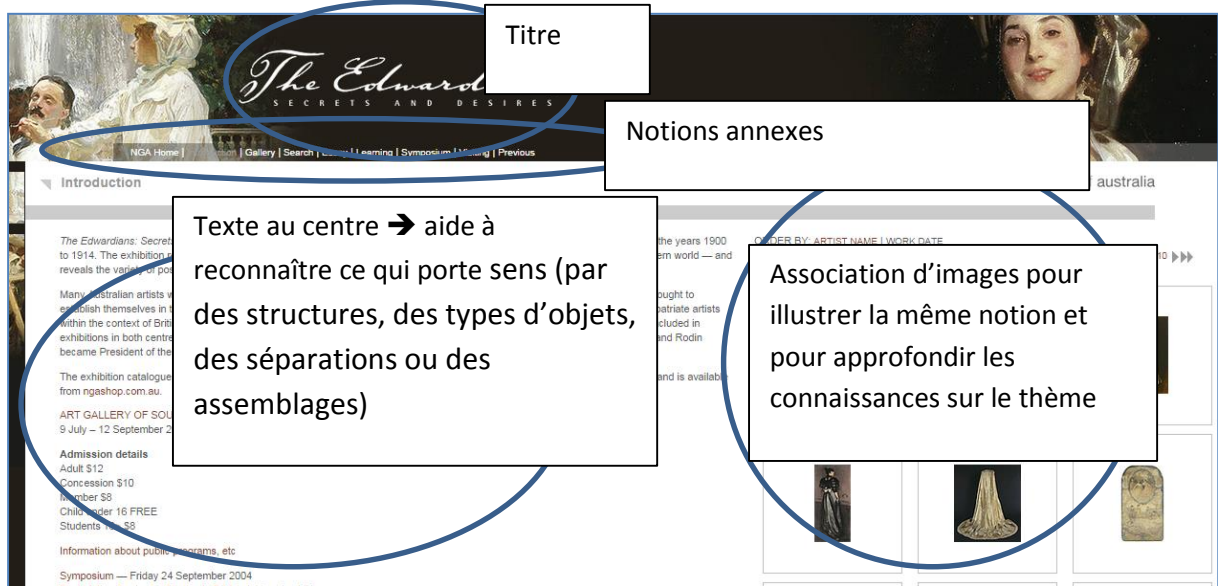 Titre
The Edward
SECRETS AND DESIRES
Notions annexes
NGA Home | | Gallery | Search | | Learning | Symposium | Visiting | Previous
Introduction
australia
Texte au centre ➔ aide à
reconnaître ce qui porte sens (par
des structures, des types d’objets,
des séparations ou des
assemblages)
Association d’images pour
illustrer la même notion et
pour approfondir les
connaissances sur le thème
The Edwardians: Secret
the years 1900
to 1914. The exhibition
ern world — and
reveals the variety of pos
Many Australian artists w
ought to
establish themselves in t
patriate artists
within the context of Briti
cluded in
exhibitions in both centre
and Rodin
became President of the
The exhibition catalogue
and is available
from ngashop.com.au.
ORDER BY: ARTIST NAME | WORK DATE
10
ART GALLERY OF SOU
9 July – 12 September 2
Admission details
Adult $12
Concession $10
Member $8
Child under 16 FREE
Students $8
Information about public programs, etc
Symposium — Friday 24 September 2004